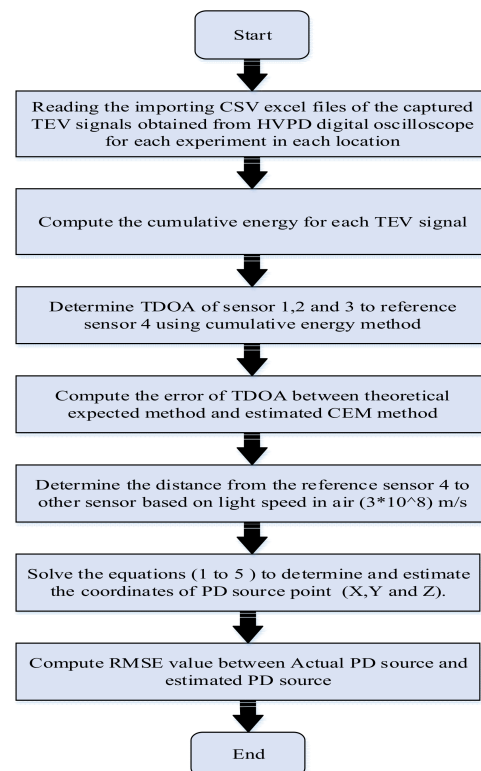 Start
Reading the importing CSV excel files of the captured
TEV signals obtained from HVPD digital oscilloscope
for each experiment in each location
Compute the cumulative energy for each TEV signal
Determine TDOA of sensor 1,2 and 3 to reference
sensor 4 using cumulative energy method
Compute the error of TDOA between theoretical
expected method and estimated CEM method
Determine the distance from the reference sensor 4 to
other sensor based on light speed in air (3*10^8) m/s
Solve the equations (1 to 5 ) to determine and estimate
the coordinates of PD source point (X,Y and Z).
Compute RMSE value between Actual PD source and
estimated PD source
End